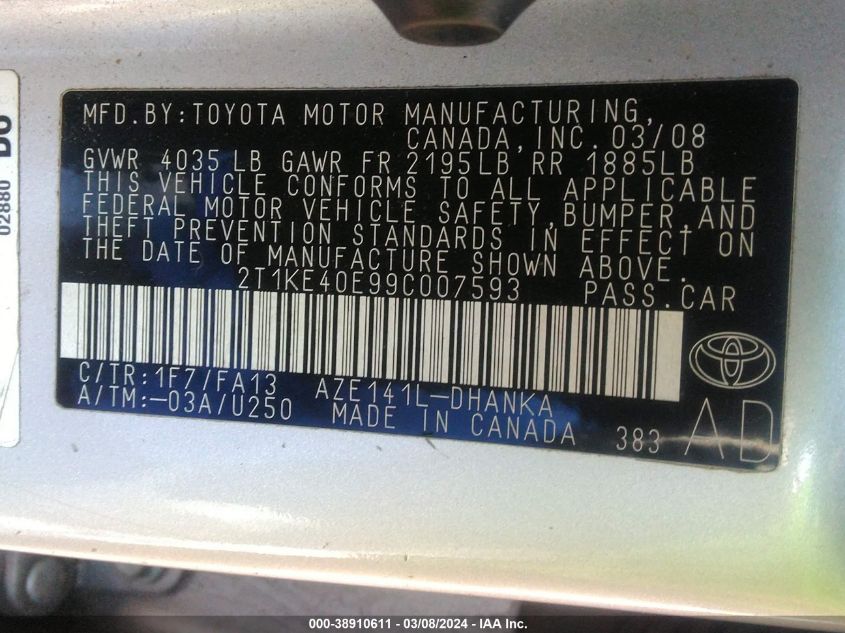 MFD.BY:TOYOTA MOTOR MANUFACTURING,
CANADA,INC. 03/08
GVWR 4035 LB GAWR FR 2195LB RR 1885LB
THIS VEHICLE CONFORMS TO ALL APPLICABLE
FEDERAL MOTOR VEHICLE SAFETY,BUMPER,AND
THEFT PREVENTION STANDARDS IN EFFECT ON
THE DATE OF MANUFACTURE SHOWN ABOVE.
2T1KE40E99C007593 PASS.CAR
C/TR:1F7/FA13 AZE141L-DHANKA
A/TM:-03A/U250 MADE IN CANADA 383 AD
02880
000-38910611 - 03/08/2024 - IAA Inc.